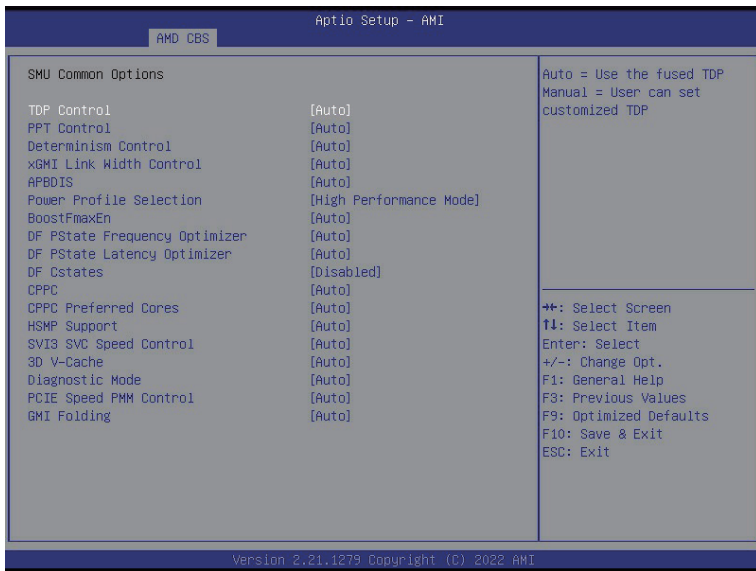 Aptio Setup – AMI
AMD CBS
SMU Common Options
TDP Control [Auto]
PPT Control [Auto]
Determinism Control [Auto]
xGMI Link Width Control [Auto]
APBDIS [Auto]
Power Profile Selection [High Performance Mode]
BoostFmaxEn [Auto]
DF PState Frequency Optimizer [Auto]
DF PState Latency Optimizer [Auto]
DF Cstates [Disabled]
CPPC [Auto]
CPPC Preferred Cores [Auto]
HSMP Support [Auto]
SVI3 SVC Speed Control [Auto]
3D V-Cache [Auto]
Diagnostic Mode [Auto]
PCIE Speed PMM Control [Auto]
GMI Folding [Auto]
Auto = Use the fused TDP
Manual = User can set
customized TDP
→←: Select Screen
↑↓: Select Item
Enter: Select
+/-: Change Opt.
F1: General Help
F3: Previous Values
F9: Optimized Defaults
F10: Save & Exit
ESC: Exit
Version 2.21.1279 Copyright (C) 2022 AMI